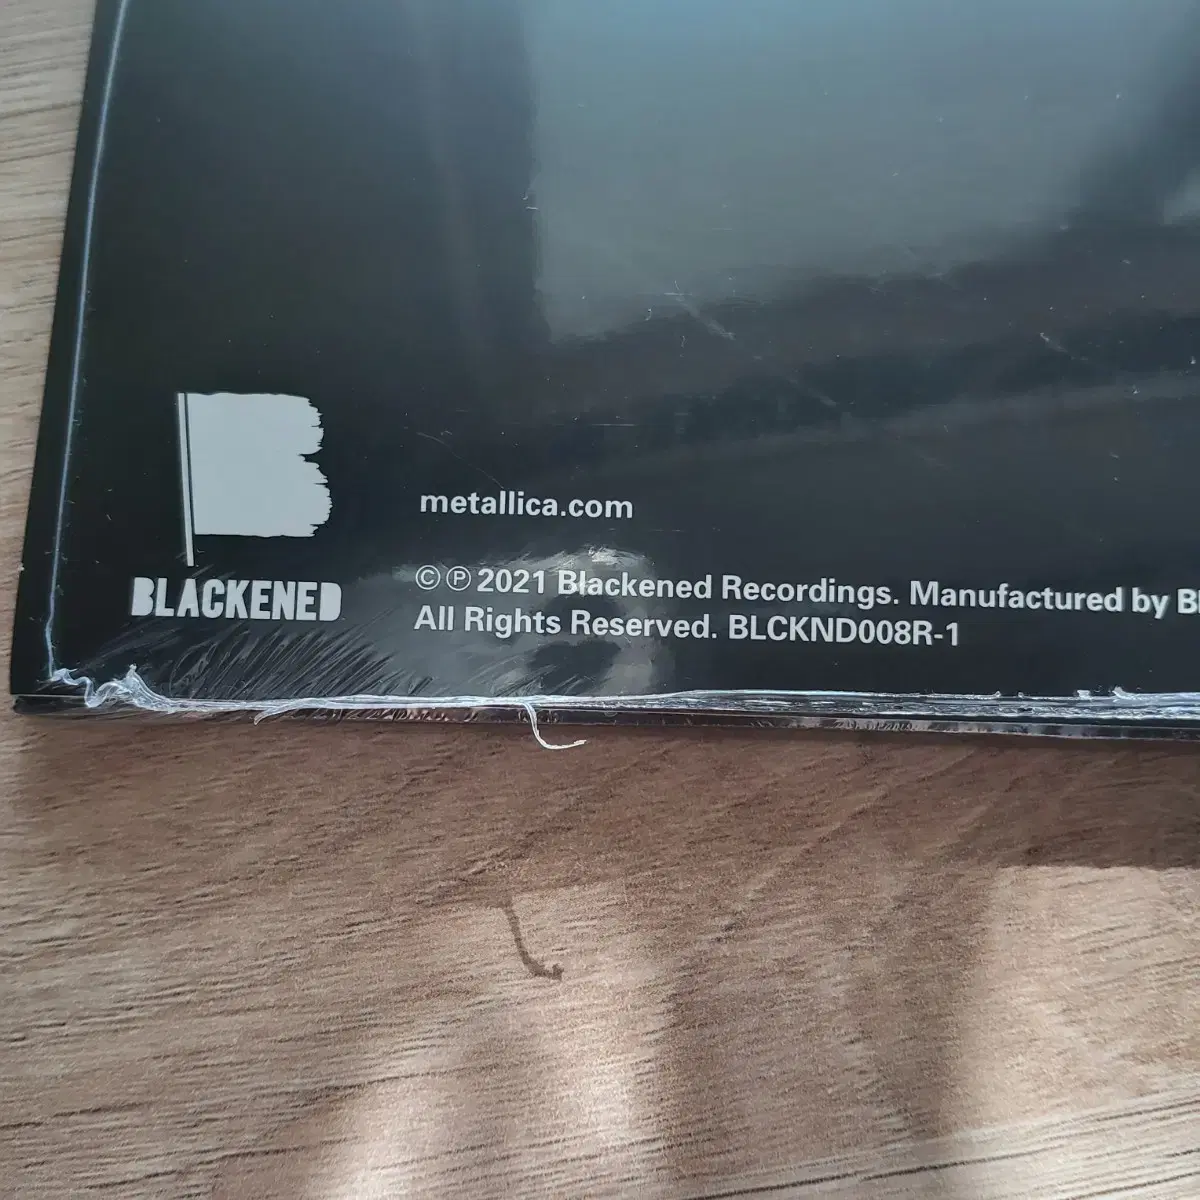 metallica.com
BLACKENED
© ℗ 2021 Blackened Recordings. Manufactured by
All Rights Reserved. BLCKND008R-1